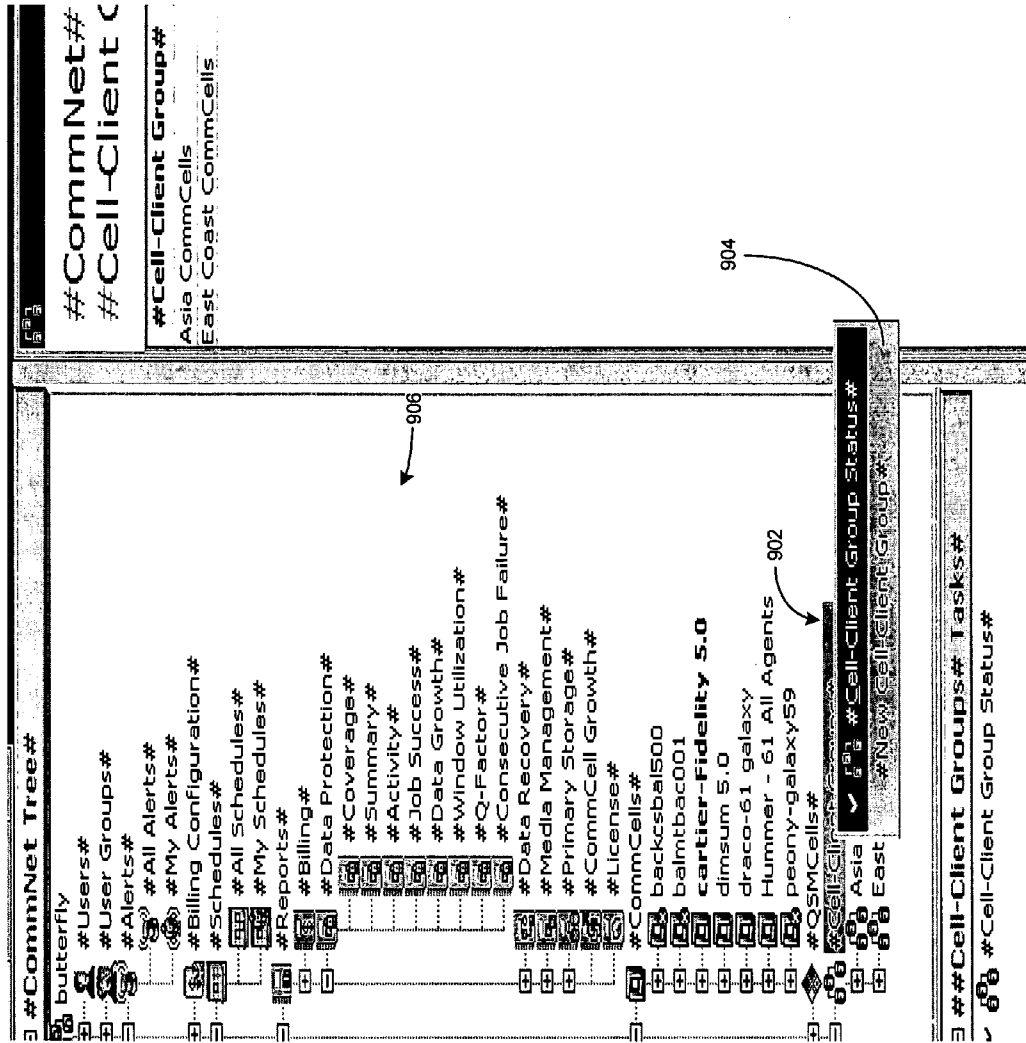 #CommNet Tree#
butterfly
#Users#
#User Groups#
#Alerts#
#All Alerts#
#My Alerts#
#Billing Configuration#
#Schedules#
#All Schedules#
#My Schedules#
#Reports#
#Billing#
#Data Protection#
#Coverage#
#Summary#
#Activity#
#Job Success#
#Data Growth#
#Window Utilization#
#Q-Factor#
#Consecutive Job Failure#
#Data Recovery#
#Media Management#
#Primary Storage#
#CommCell Growth#
#License#
#CommCells#
backcsbal500
balmtbac001
cartier-Fidelity 5.0
dimsum 5.0
draco-61 galaxy
Hummer - 61 All Agents
peony-galaxy59
#QSMCells#
#Cell-Cli
Asia
East
#Cell-Client Group Status#
#New Cell-Client Group#
902
904
906
##Cell-Client Groups# Tasks#
#Cell-Client Group Status#
#CommNet#
#Cell-Client
#Cell-Client Group#
Asia CommCells
East Coast CommCells